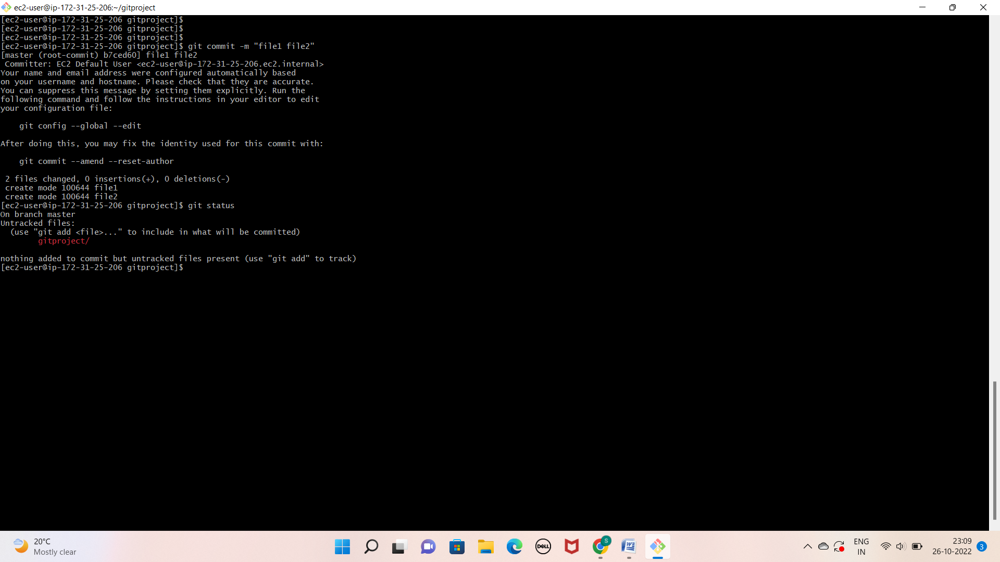 ec2-user@ip-172-31-25-206:~/gitproject
[ec2-user@ip-172-31-25-206 gitproject]$
[ec2-user@ip-172-31-25-206 gitproject]$
[ec2-user@ip-172-31-25-206 gitproject]$
[ec2-user@ip-172-31-25-206 gitproject]$ git commit -m "file1 file2"
[master (root-commit) b7ced60] file1 file2
 Committer: EC2 Default User <ec2-user@ip-172-31-25-206.ec2.internal>
Your name and email address were configured automatically based
on your username and hostname. Please check that they are accurate.
You can suppress this message by setting them explicitly. Run the
following command and follow the instructions in your editor to edit
your configuration file:

    git config --global --edit

After doing this, you may fix the identity used for this commit with:

    git commit --amend --reset-author

 2 files changed, 0 insertions(+), 0 deletions(-)
 create mode 100644 file1
 create mode 100644 file2
[ec2-user@ip-172-31-25-206 gitproject]$ git status
On branch master
Untracked files:
  (use "git add <file>..." to include in what will be committed)
        gitproject/

nothing added to commit but untracked files present (use "git add" to track)
[ec2-user@ip-172-31-25-206 gitproject]$
20°C
Mostly clear
DELL
S
W
ENG
IN
23:09
26-10-2022
3